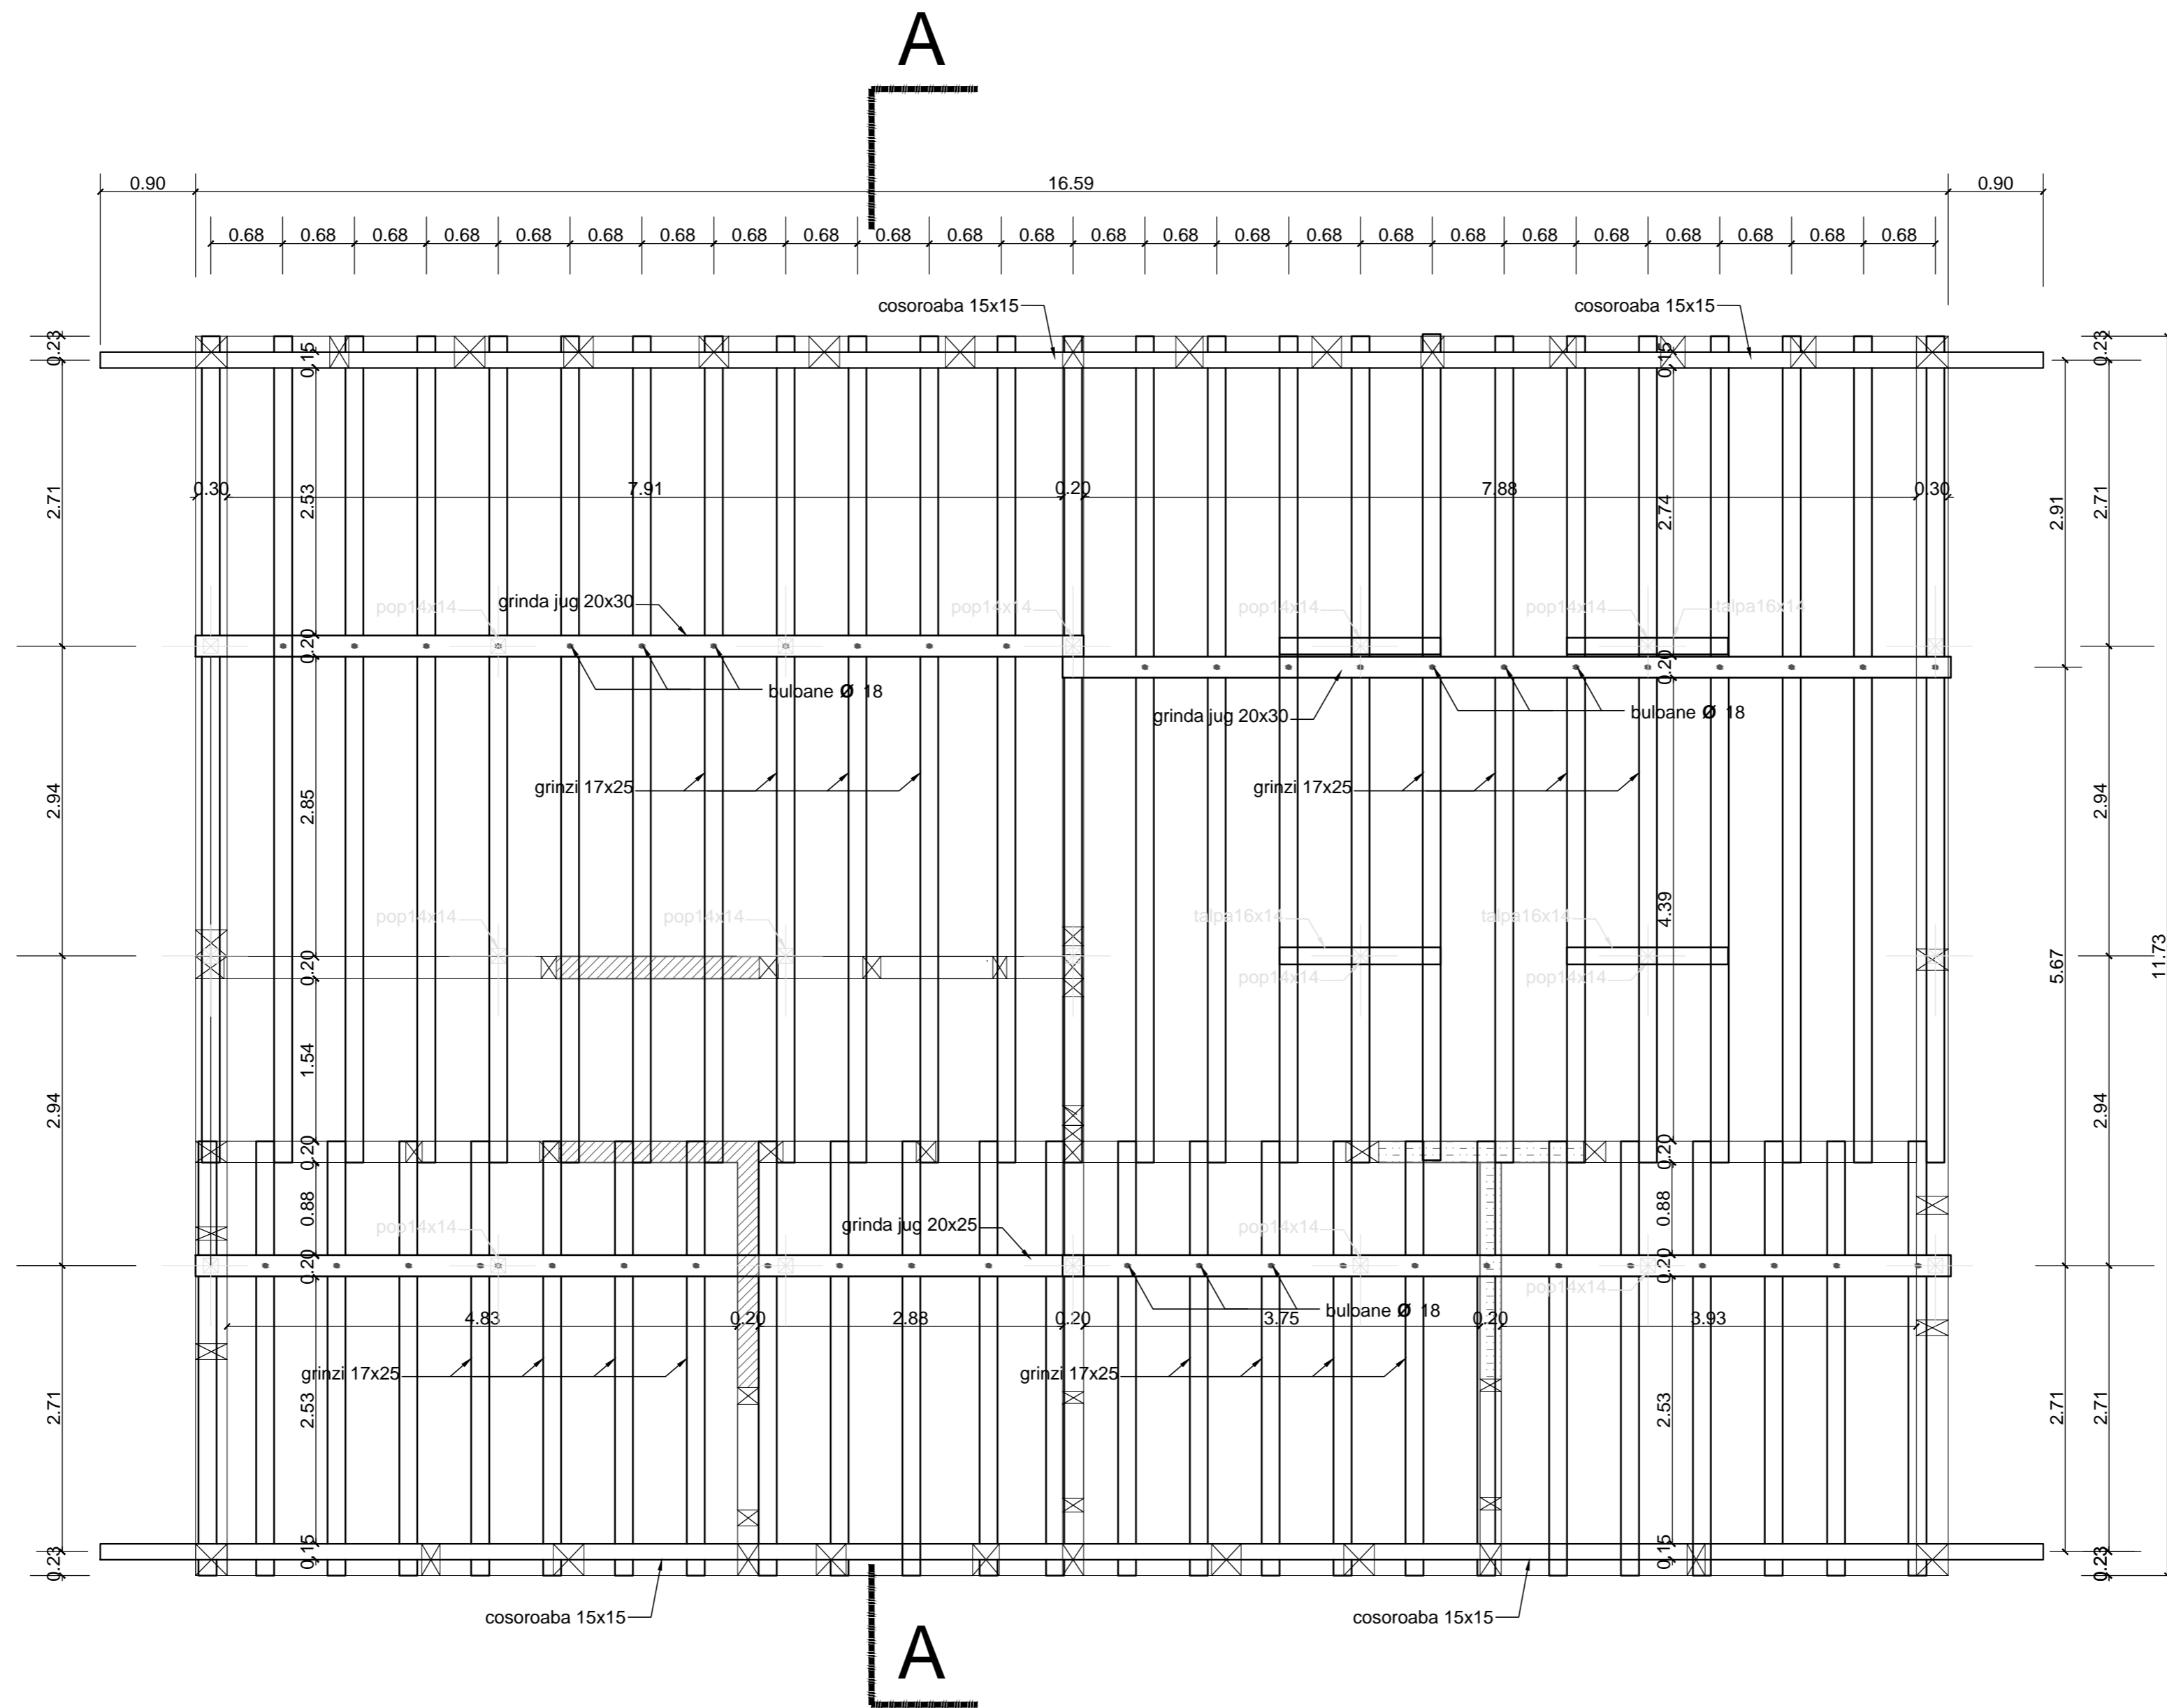 A
0.90 16.59 0.90
0.68 0.68 0.68 0.68 0.68 0.68 0.68 0.68 0.68 0.68 0.68 0.68 0.68 0.68 0.68 0.68 0.68 0.68 0.68 0.68 0.68 0.68 0.68 0.68
cosoroaba 15x15 cosoroaba 15x15
0.23 0.15 0.15 0.23
2.71 2.53 2.74 2.91 2.71
0.30 7.91 0.20 7.88 0.30
grinda jug 20x30
pop14x14 pop14x14 pop14x14 pop14x14 talpa16x14
0.20 0.20
buloane Ø 18
grinda jug 20x30 buloane Ø 18
grinzi 17x25 grinzi 17x25
2.94 2.85 4.39 2.94
pop14x14 pop14x14 talpa16x14 talpa16x14
0.20 5.67 11.73
pop14x14 pop14x14
2.94 1.54 2.94
0.20 0.20
0.88 0.88
pop14x14 grinda jug 20x25 pop14x14
0.20 0.20
pop14x14
buloane Ø 18
4.83 0.20 2.88 0.20 3.75 0.20 3.93
grinzi 17x25 grinzi 17x25
2.71 2.53 2.53 2.71 2.71
0.23 0.15 0.15 0.23
cosoroaba 15x15 cosoroaba 15x15
A